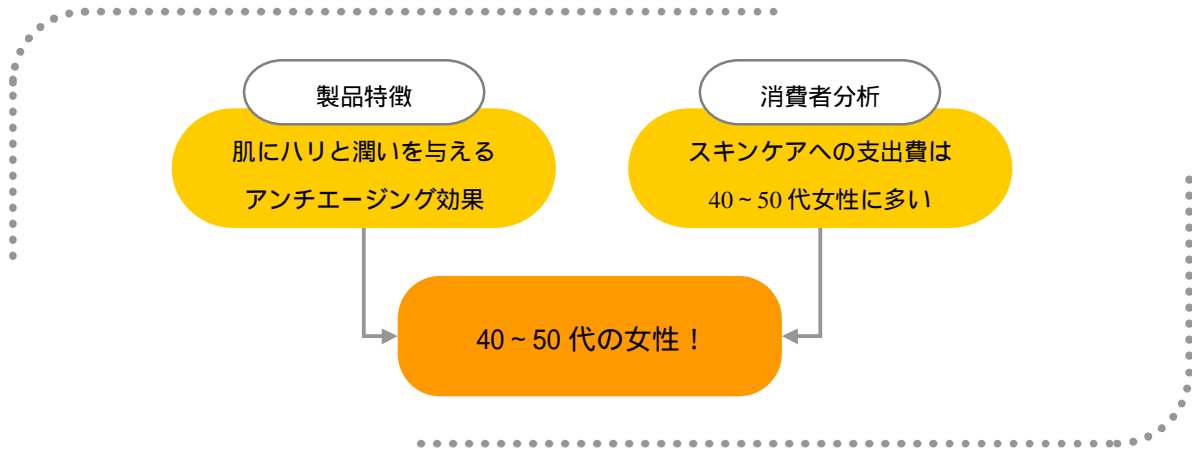 製品特徴
肌にハリと潤いを与える
アンチエージング効果
消費者分析
スキンケアへの支出費は
40~50代女性に多い
40~50代の女性！